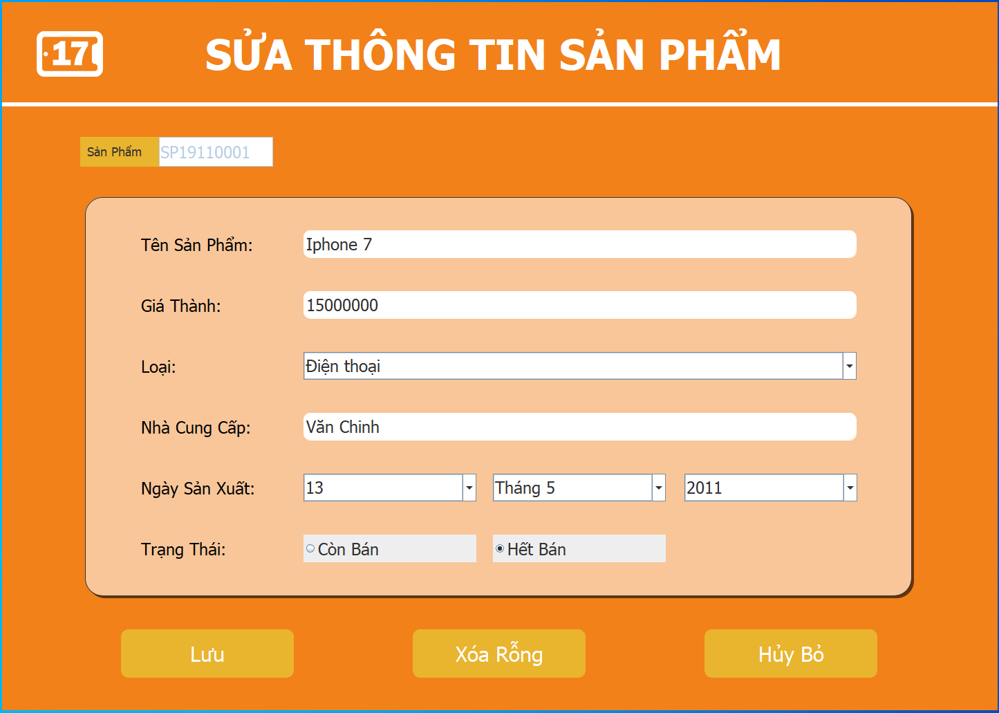 17
SỬA THÔNG TIN SẢN PHẨM
Sản Phẩm SP19110001
Tên Sản Phẩm: Iphone 7
Giá Thành: 15000000
Loại: Điện thoại
Nhà Cung Cấp: Văn Chinh
Ngày Sản Xuất: 13 Tháng 5 2011
Trạng Thái: Còn Bán Hết Bán
Lưu Xóa Rỗng Hủy Bỏ